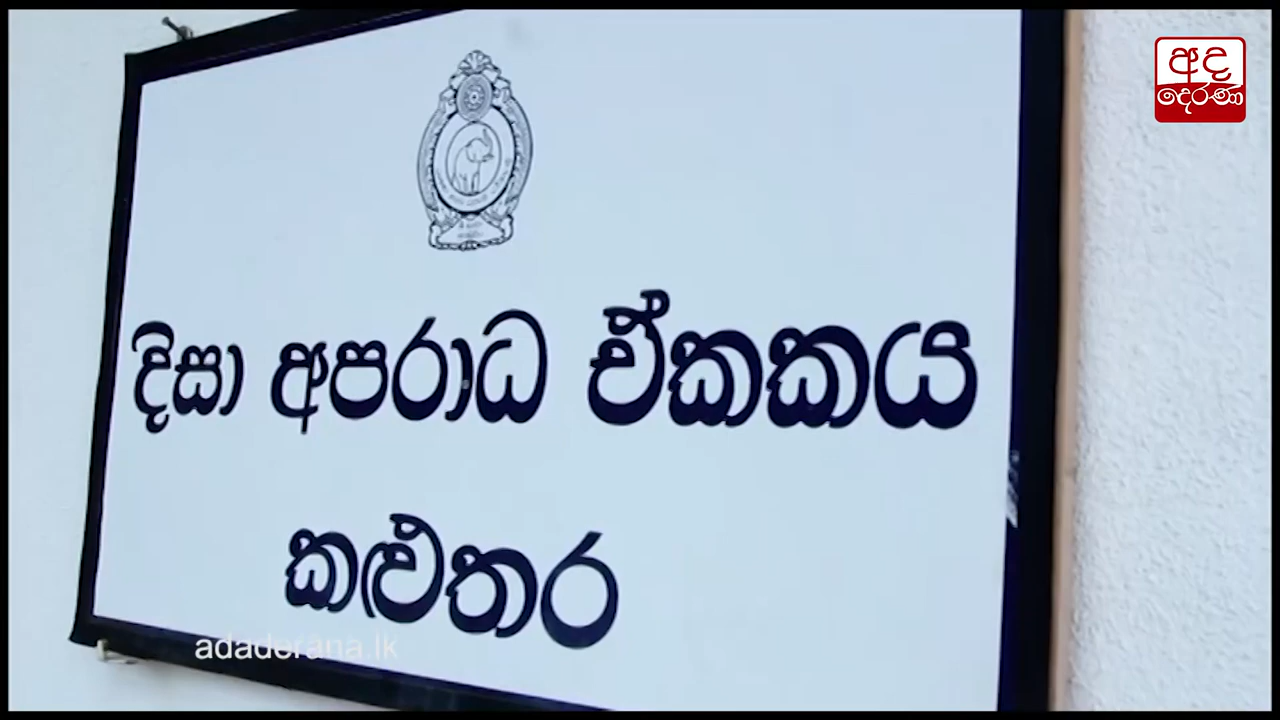 අද
දෙරණ
දිසා අපරාධ ඒකකය
කළුතර
adaderana.lk